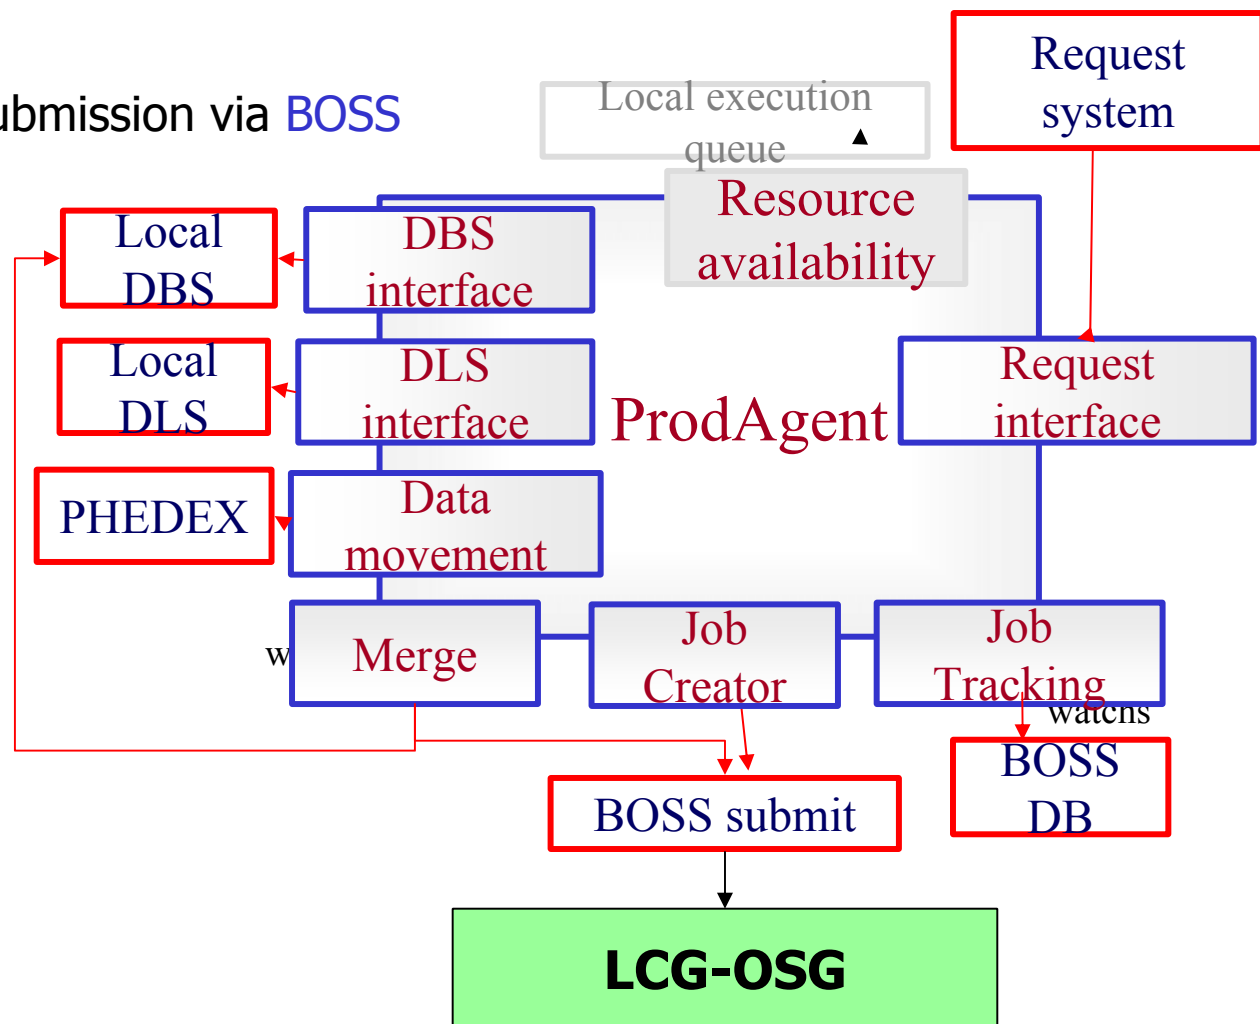 Request
system
ubmission via BOSS
Local execution
queue
Resource
availability
Local
DBS
DBS
interface
Local
DLS
DLS
interface
ProdAgent
Request
interface
PHEDEX
Data
movement
w
Merge
Job
Creator
Job
Tracking
watchs
BOSS submit
BOSS
DB
LCG-OSG